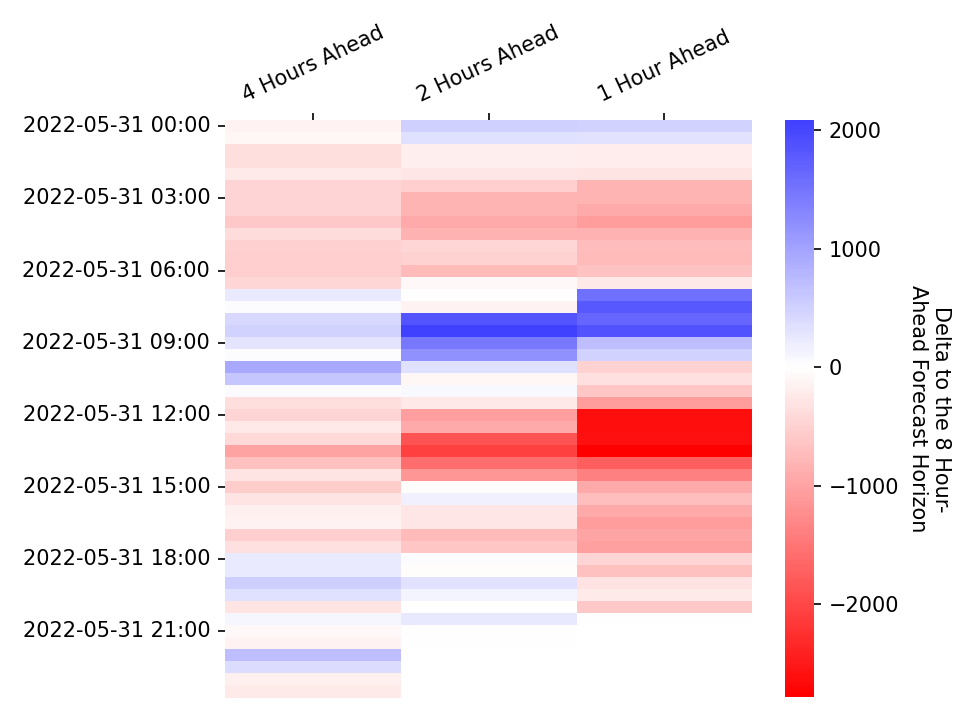 4 Hours Ahead
2 Hours Ahead
1 Hour Ahead
2022-05-31 00:00
2022-05-31 03:00
2022-05-31 06:00
2022-05-31 09:00
2022-05-31 12:00
2022-05-31 15:00
2022-05-31 18:00
2022-05-31 21:00
2000
1000
0
−1000
−2000
Delta to the 8 Hour-
Ahead Forecast Horizon